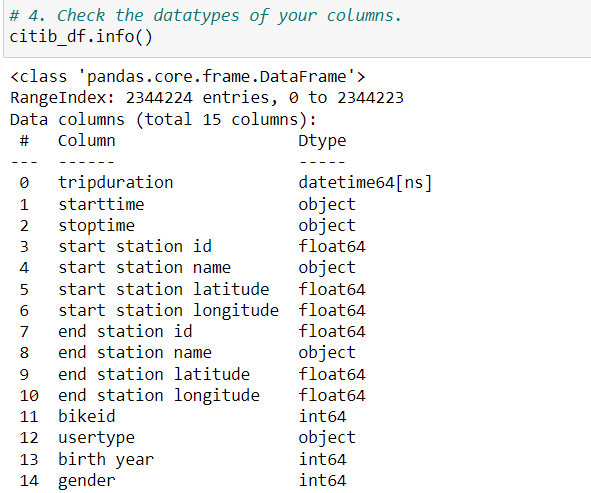 # 4. Check the datatypes of your columns.
citib_df.info()
<class 'pandas.core.frame.DataFrame'>
RangeIndex: 2344224 entries, 0 to 2344223
Data columns (total 15 columns):
 #   Column                   Dtype
---  ------                   -----
 0   tripduration             datetime64[ns]
 1   starttime                object
 2   stoptime                 object
 3   start station id         float64
 4   start station name       object
 5   start station latitude   float64
 6   start station longitude  float64
 7   end station id           float64
 8   end station name         object
 9   end station latitude     float64
 10  end station longitude    float64
 11  bikeid                   int64
 12  usertype                 object
 13  birth year               int64
 14  gender                   int64